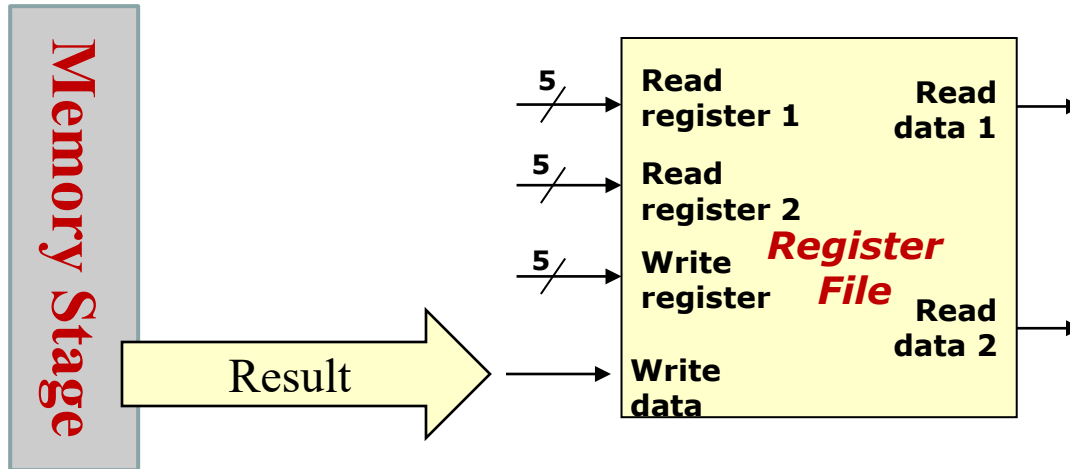 Memory Stage
Result
5
Read
register 1
5
Read
register 2
5
Write
register
Write
data
Register
File
Read
data 1
Read
data 2